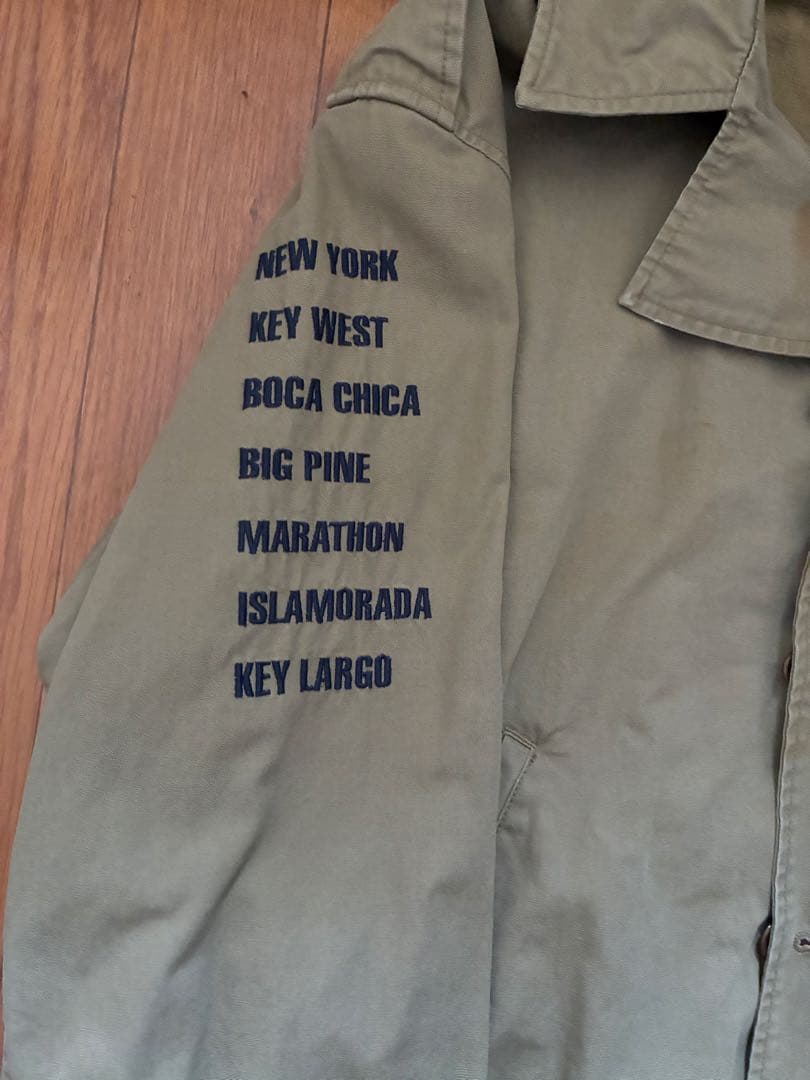 NEW YORK
KEY WEST
BOCA CHICA
BIG PINE
MARATHON
ISLAMORADA
KEY LARGO